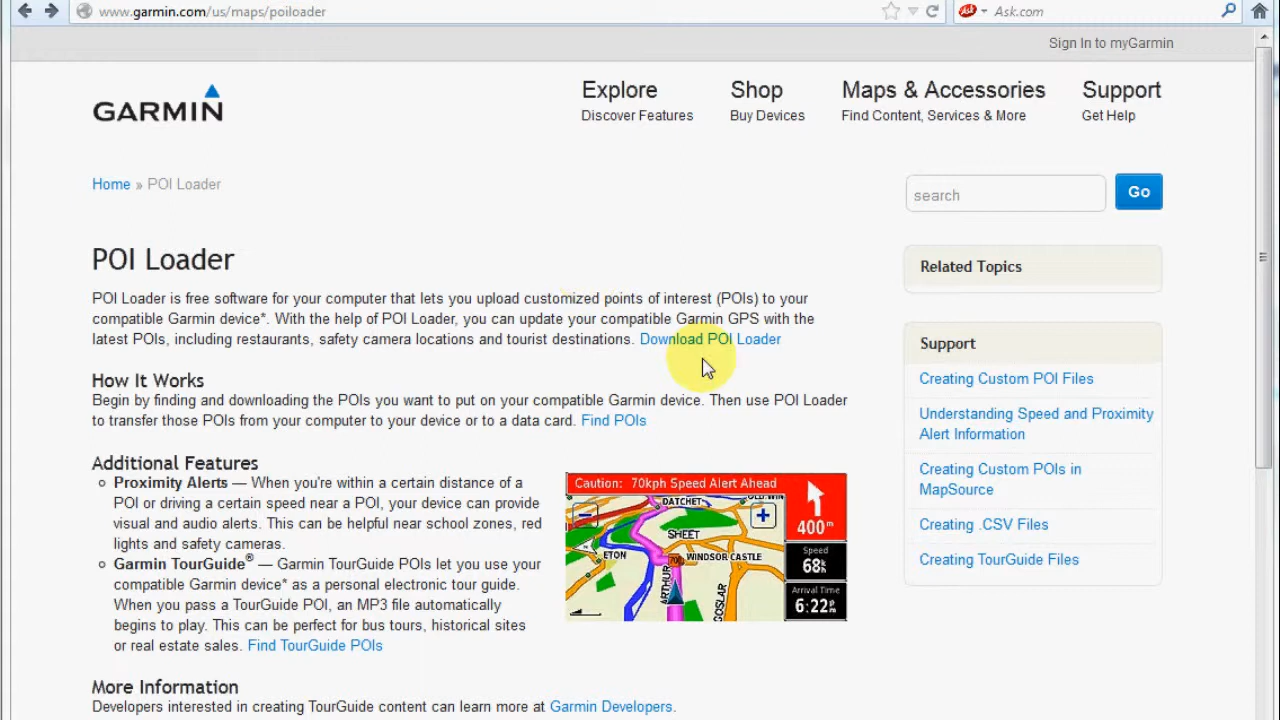 www.garmin.com/us/maps/poiloader
Ask.com
Sign In to myGarmin
GARMIN
Explore
Discover Features
Shop
Buy Devices
Maps & Accessories
Find Content, Services & More
Support
Get Help
Home » POI Loader
search
Go
POI Loader
POI Loader is free software for your computer that lets you upload customized points of interest (POIs) to your
compatible Garmin device*. With the help of POI Loader, you can update your compatible Garmin GPS with the
latest POIs, including restaurants, safety camera locations and tourist destinations. Download POI Loader
How It Works
Begin by finding and downloading the POIs you want to put on your compatible Garmin device. Then use POI Loader
to transfer those POIs from your computer to your device or to a data card. Find POIs
Additional Features
Proximity Alerts — When you're within a certain distance of a
POI or driving a certain speed near a POI, your device can provide
visual and audio alerts. This can be helpful near school zones, red
lights and safety cameras.
Garmin TourGuide® — Garmin TourGuide POIs let you use your
compatible Garmin device* as a personal electronic tour guide.
When you pass a TourGuide POI, an MP3 file automatically
begins to play. This can be perfect for bus tours, historical sites
or real estate sales. Find TourGuide POIs
Caution: 70kph Speed Alert Ahead
DATCHET
SHEET
ETON
WINDSOR CASTLE
ARTHUR
GOSLAR
400m
Speed
68
Arrival Time
6:22
More Information
Developers interested in creating TourGuide content can learn more at Garmin Developers.
Related Topics
Support
Creating Custom POI Files
Understanding Speed and Proximity
Alert Information
Creating Custom POIs in
MapSource
Creating .CSV Files
Creating TourGuide Files